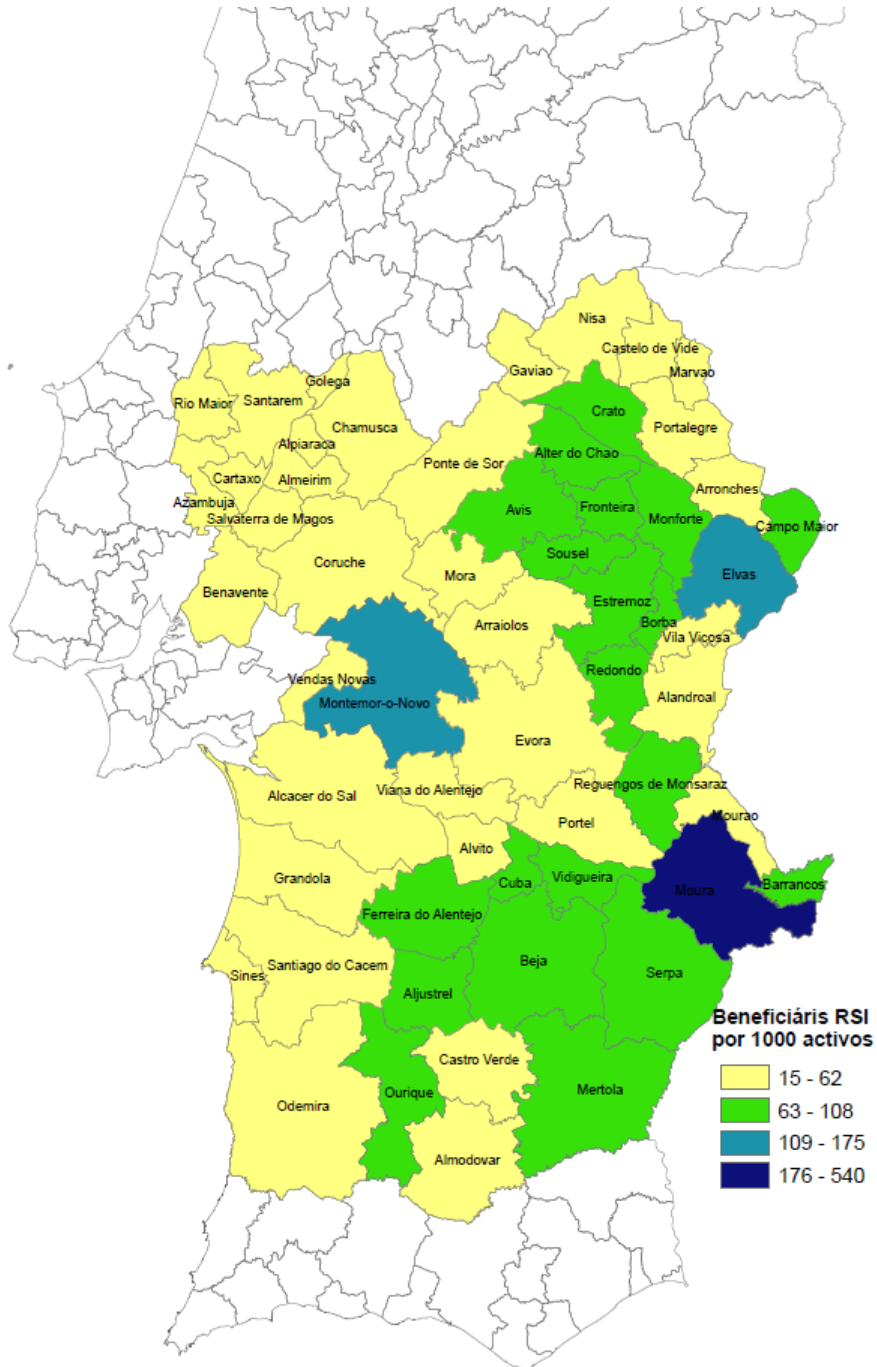 Nisa
Castelo de Vide
Gaviao
Marvao
Golega
Rio Maior
Santarem
Crato
Chamusca
Portalegre
Alpiaraca
Alter do Chao
Ponte de Sor
Cartaxo
Almeirim
Arronches
Azambuja
Avis
Fronteira
Monforte
Salvaterra de Magos
Campo Maior
Sousel
Coruche
Mora
Elvas
Benavente
Estremoz
Arraiolos
Borba
Vila Vicosa
Redondo
Vendas Novas
Alandroal
Montemor-o-Novo
Evora
Reguengos de Monsaraz
Viana do Alentejo
Alcacer do Sal
Mourao
Portel
Alvito
Grandola
Cuba
Vidigueira
Moura
Barrancos
Ferreira do Alentejo
Beja
Santiago do Cacem
Serpa
Sines
Aljustrel
Beneficiáris RSI
por 1000 activos
Castro Verde
15 - 62
Ourique
Mertola
Odemira
63 - 108
109 - 175
Almodovar
176 - 540